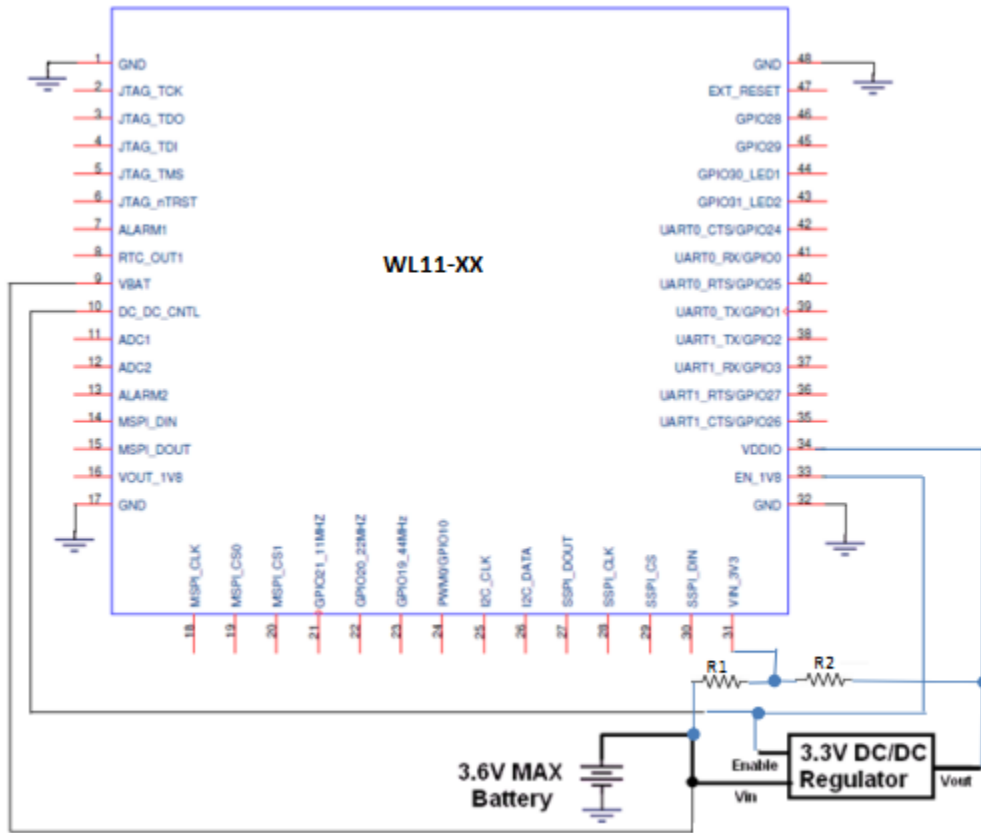 1 GND
2 JTAG_TCK
3 JTAG_TDO
4 JTAG_TDI
5 JTAG_TMS
6 JTAG_nTRST
7 ALARM1
8 RTC_OUT1
9 VBAT
10 DC_DC_CNTL
11 ADC1
12 ADC2
13 ALARM2
14 MSPI_DIN
15 MSPI_DOUT
16 VOUT_1V8
17 GND
WL11-XX
GND 48
EXT_RESET 47
GPIO28 46
GPIO29 45
GPIO30_LED1 44
GPIO31_LED2 43
UART0_CTS/GPIO24 42
UART0_RX/GPIO0 41
UART0_RTS/GPIO25 40
UART0_TX/GPIO1 39
UART1_TX/GPIO2 38
UART1_RX/GPIO3 37
UART1_RTS/GPIO27 36
UART1_CTS/GPIO26 35
VDDIO 34
EN_1V8 33
GND 32
MSPI_CLK 18
MSPI_CS0 19
MSPI_CS1 20
GPIO21_11MHZ 21
GPIO20_22MHZ 22
GPIO19_44MHz 23
PWM0/GPIO10 24
I2C_CLK 25
I2C_DATA 26
SSPI_DOUT 27
SSPI_CLK 28
SSPI_CS 29
SSPI_DIN 30
VIN_3V3 31
R1
R2
3.6V MAX
Battery
Enable
Vin
3.3V DC/DC
Regulator
Vout